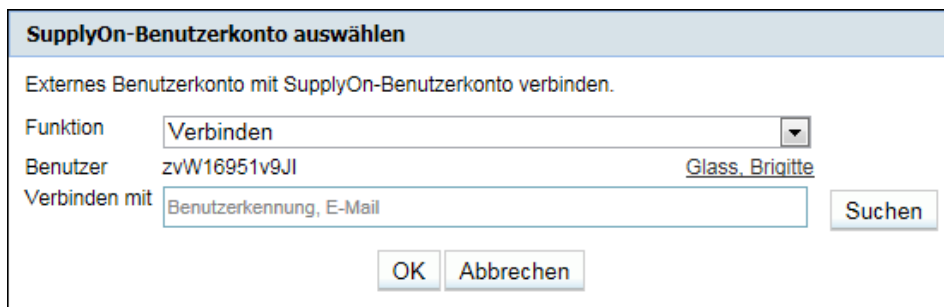 SupplyOn-Benutzerkonto auswählen
Externes Benutzerkonto mit SupplyOn-Benutzerkonto verbinden.
Funktion Verbinden
Benutzer zvW16951v9JI Glass, Brigitte
Verbinden mit Benutzerkennung, E-Mail Suchen
OK Abbrechen